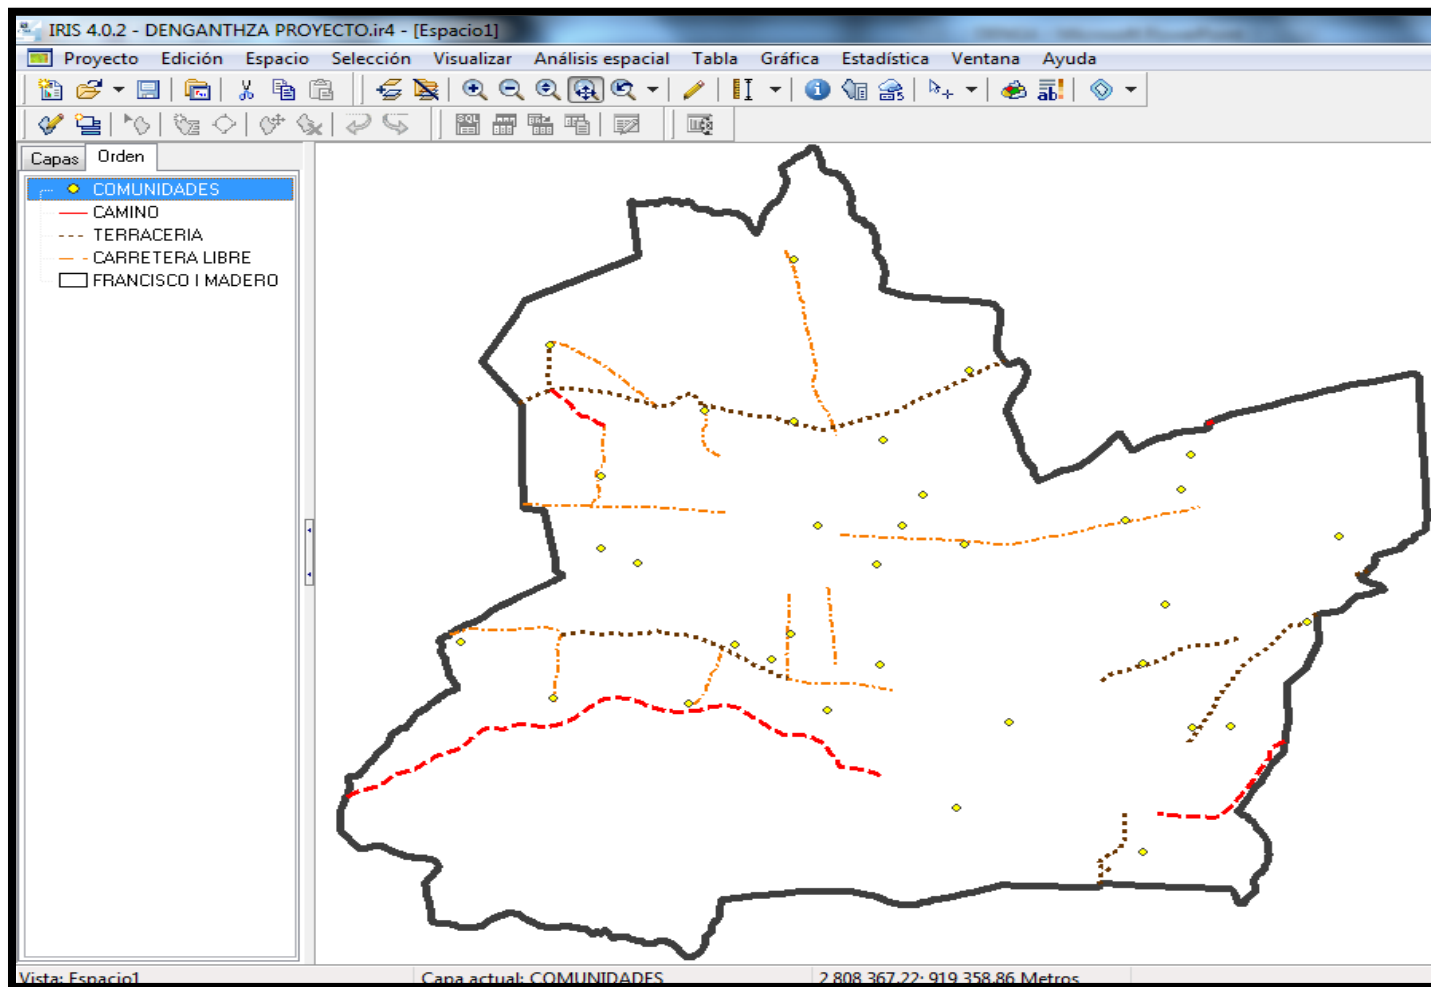 IRIS 4.0.2 - DENGANTHZA PROYECTO.ir4 - [Espacio1]
Proyecto Edición Espacio Selección Visualizar Análisis espacial Tabla Gráfica Estadística Ventana Ayuda
ab!
SQL
Capas Orden
COMUNIDADES
CAMINO
TERRACERIA
CARRETERA LIBRE
FRANCISCO I MADERO
Vista: Espacio1 Capa actual: COMUNIDADES 2 808 367.22; 919 358.86 Metros